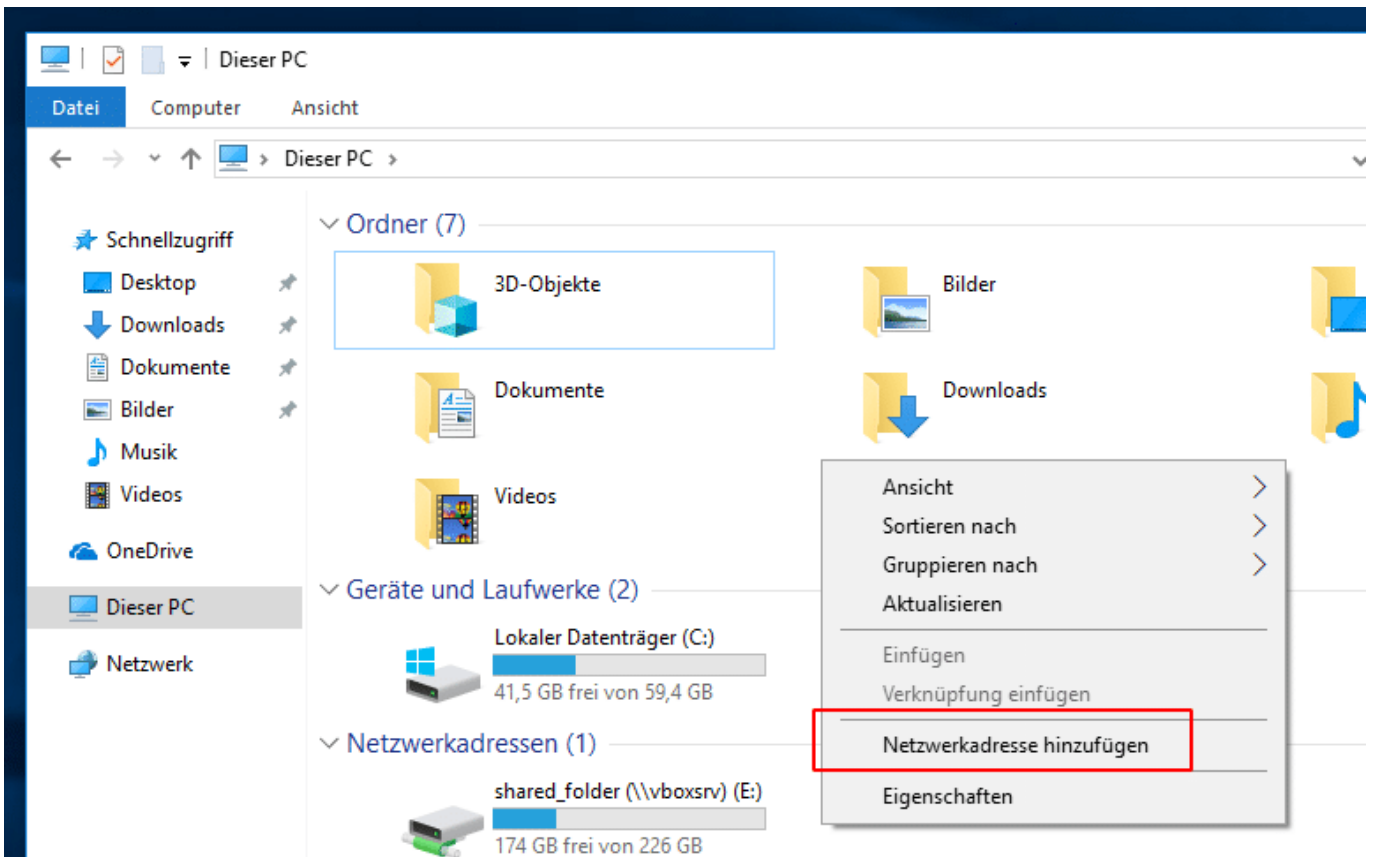 Dieser PC
Datei Computer Ansicht
Dieser PC
Schnellzugriff
Desktop
Downloads
Dokumente
Bilder
Musik
Videos
OneDrive
Dieser PC
Netzwerk
Ordner (7)
3D-Objekte
Bilder
Dokumente
Downloads
Videos
Geräte und Laufwerke (2)
Lokaler Datenträger (C:)
41,5 GB frei von 59,4 GB
Netzwerkadressen (1)
shared_folder (\\vboxsrv) (E:)
174 GB frei von 226 GB
Ansicht
Sortieren nach
Gruppieren nach
Aktualisieren
Einfügen
Verknüpfung einfügen
Netzwerkadresse hinzufügen
Eigenschaften